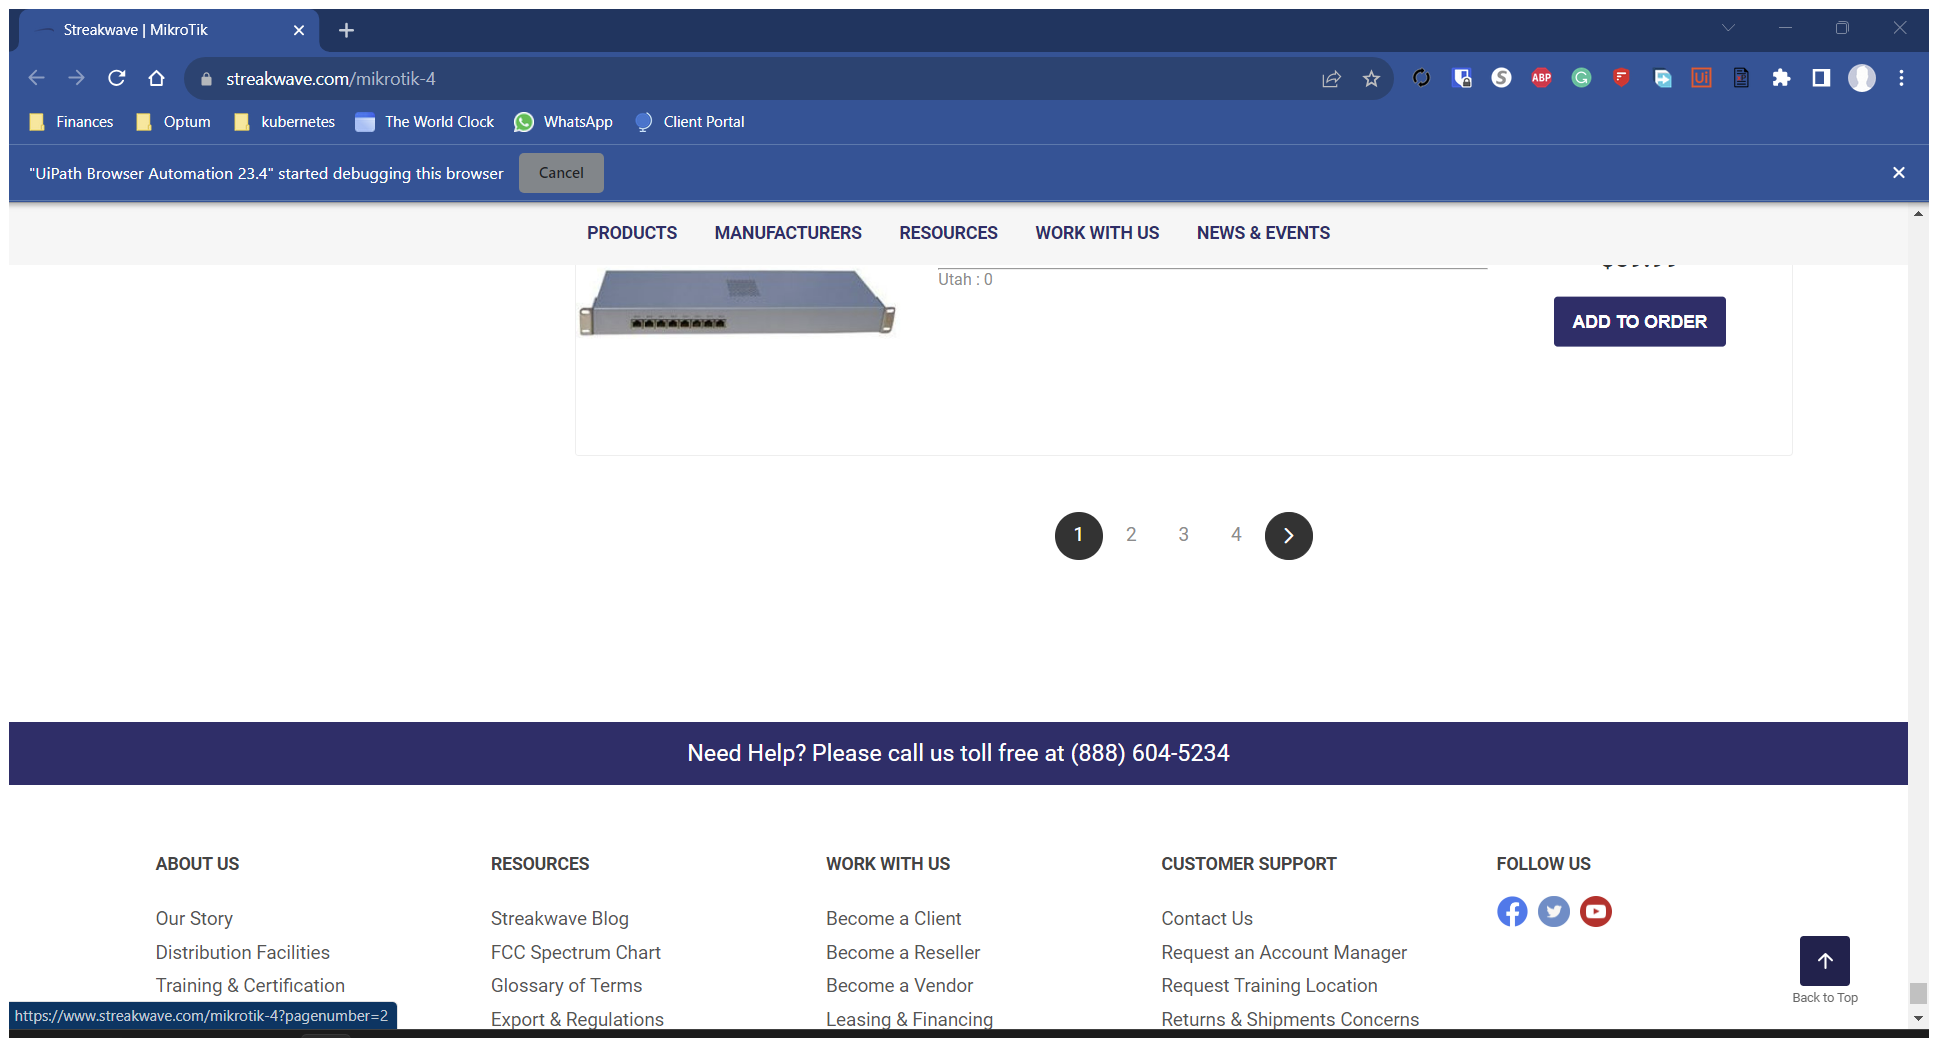 Streakwave | MikroTik
streakwave.com/mikrotik-4
ABP
Finances
Optum
kubernetes
The World Clock
WhatsApp
Client Portal
"UiPath Browser Automation 23.4" started debugging this browser
Cancel
PRODUCTS
MANUFACTURERS
RESOURCES
WORK WITH US
NEWS & EVENTS
Utah : 0
ADD TO ORDER
1 2 3 4
Need Help? Please call us toll free at (888) 604-5234
ABOUT US
Our Story
Distribution Facilities
Training & Certification
RESOURCES
Streakwave Blog
FCC Spectrum Chart
Glossary of Terms
Export & Regulations
WORK WITH US
Become a Client
Become a Reseller
Become a Vendor
Leasing & Financing
CUSTOMER SUPPORT
Contact Us
Request an Account Manager
Request Training Location
Returns & Shipments Concerns
FOLLOW US
Back to Top
https://www.streakwave.com/mikrotik-4?pagenumber=2